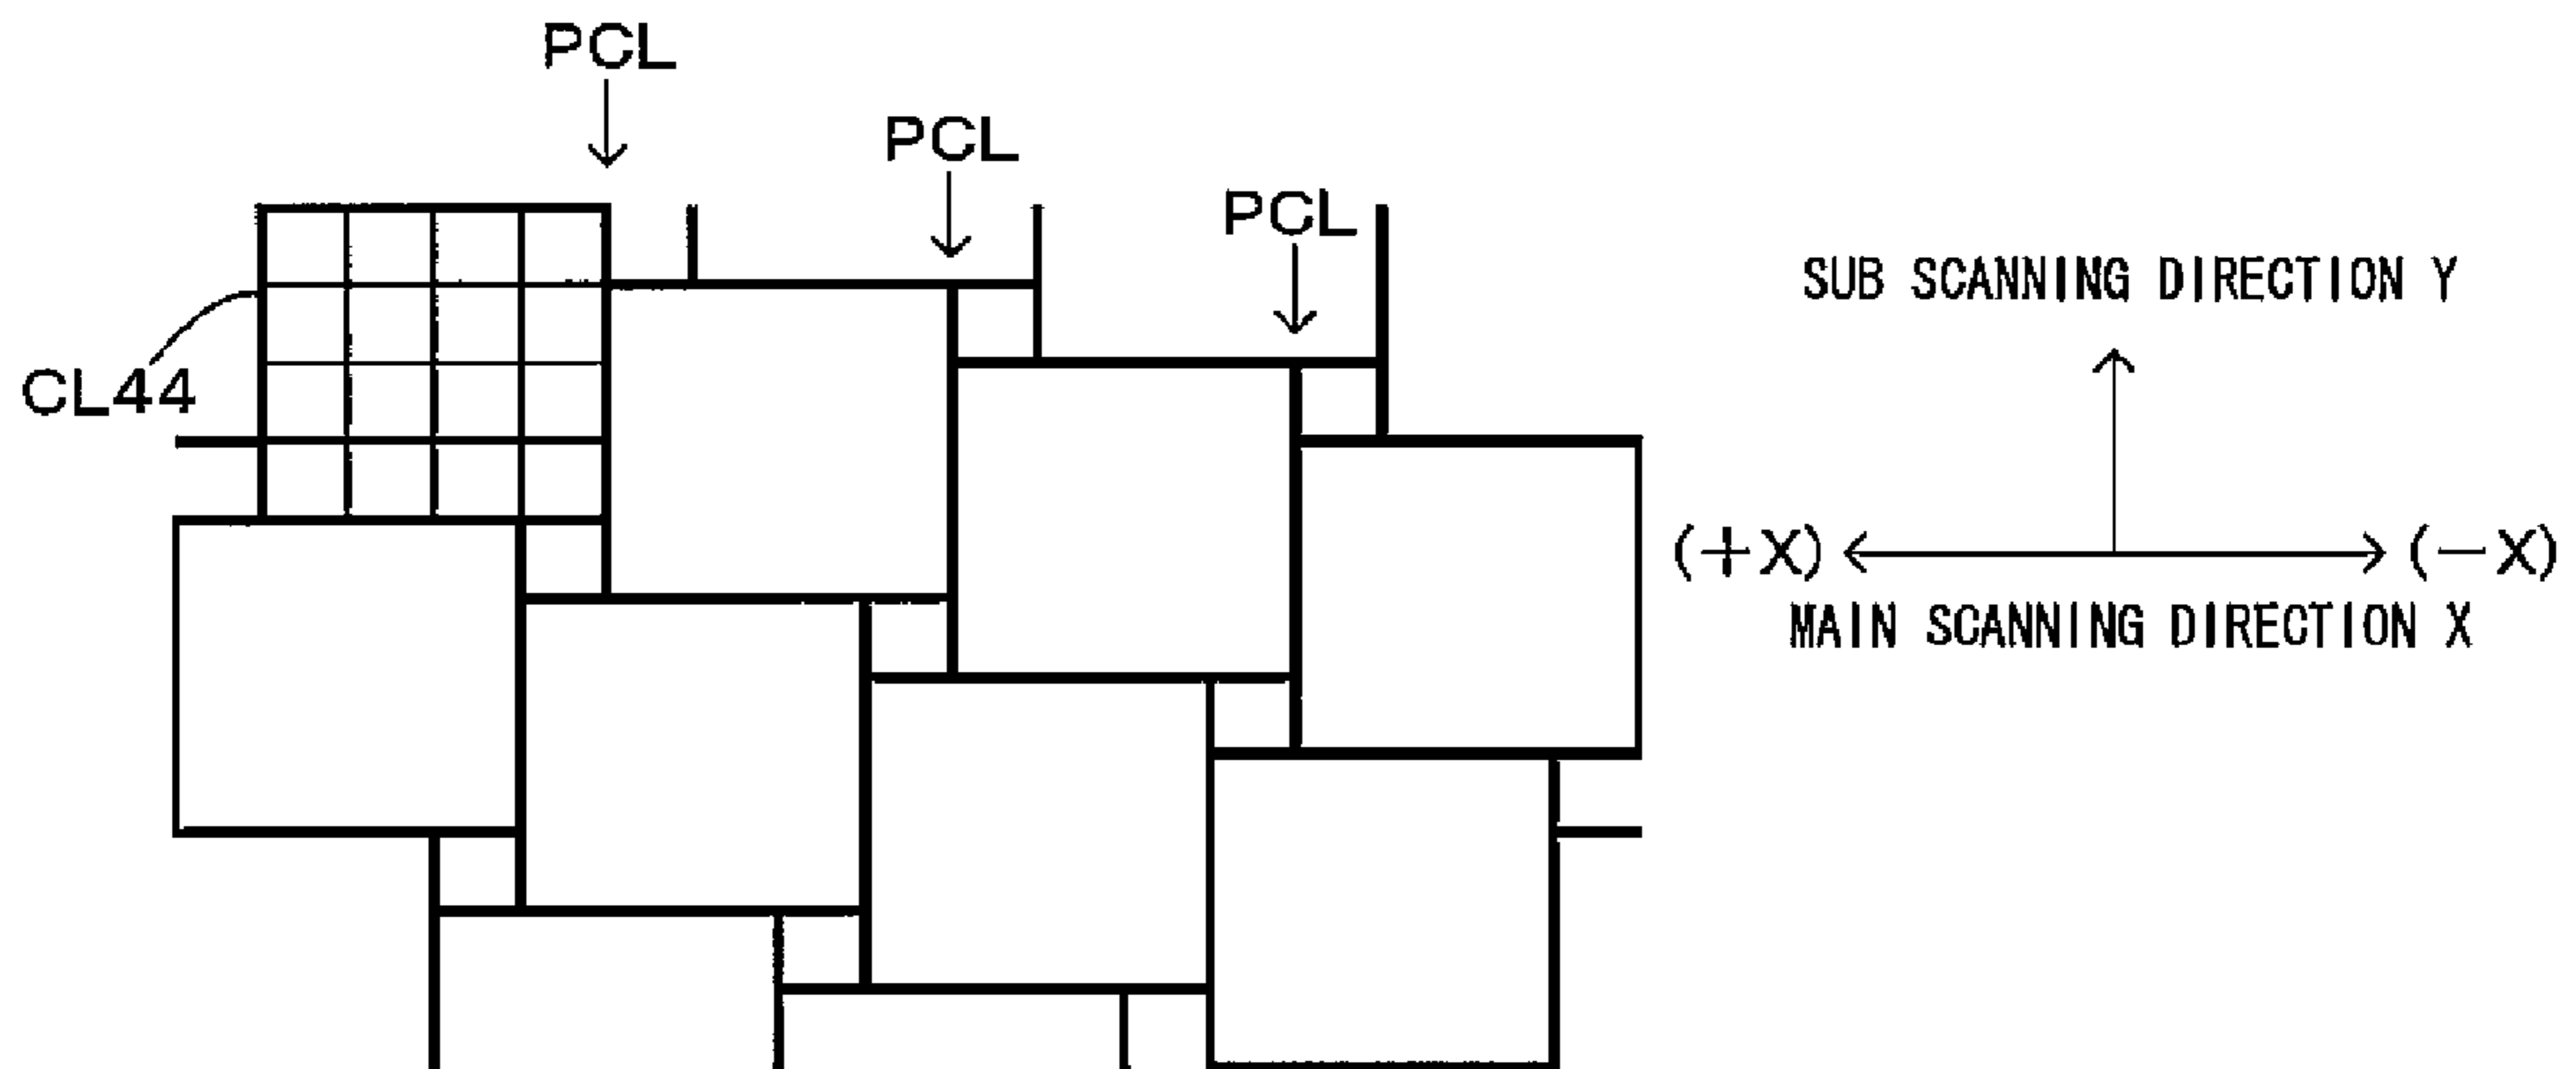 PCL
PCL
PCL
CL44
SUB SCANNING DIRECTION Y
(+X)
(−X)
MAIN SCANNING DIRECTION X